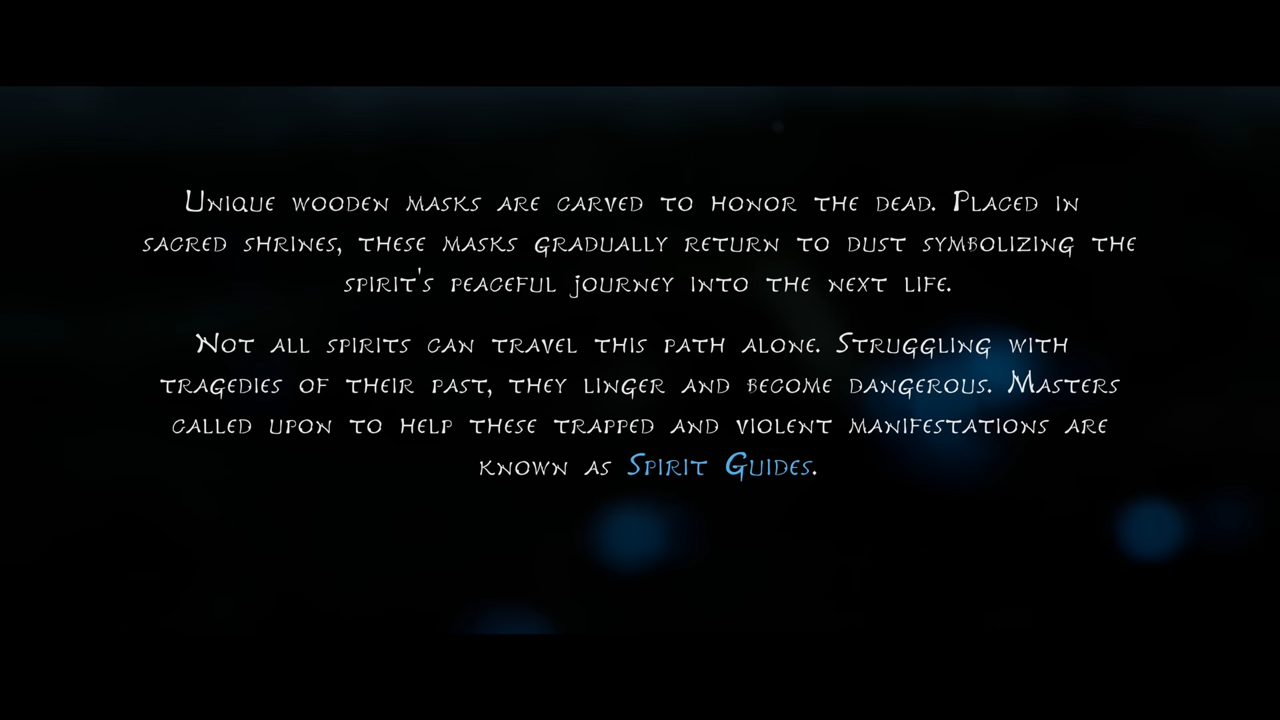 Unique wooden masks are carved to honor the dead. Placed in
sacred shrines, these masks gradually return to dust symbolizing the
spirit's peaceful journey into the next life.
Not all spirits can travel this path alone. Struggling with
tragedies of their past, they linger and become dangerous. Masters
called upon to help these trapped and violent manifestations are
known as Spirit Guides.